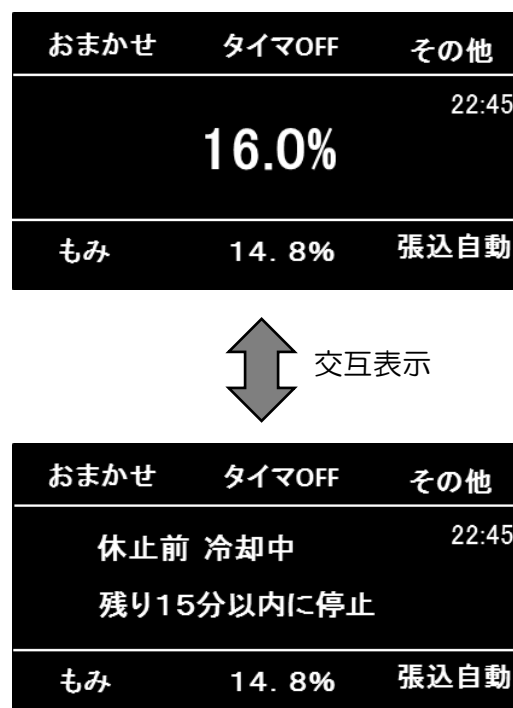 おまかせ タイマOFF その他
22:45
16.0%
もみ 14.8% 張込自動
交互表示
おまかせ タイマOFF その他
22:45
休止前 冷却中
残り15分以内に停止
もみ 14.8% 張込自動